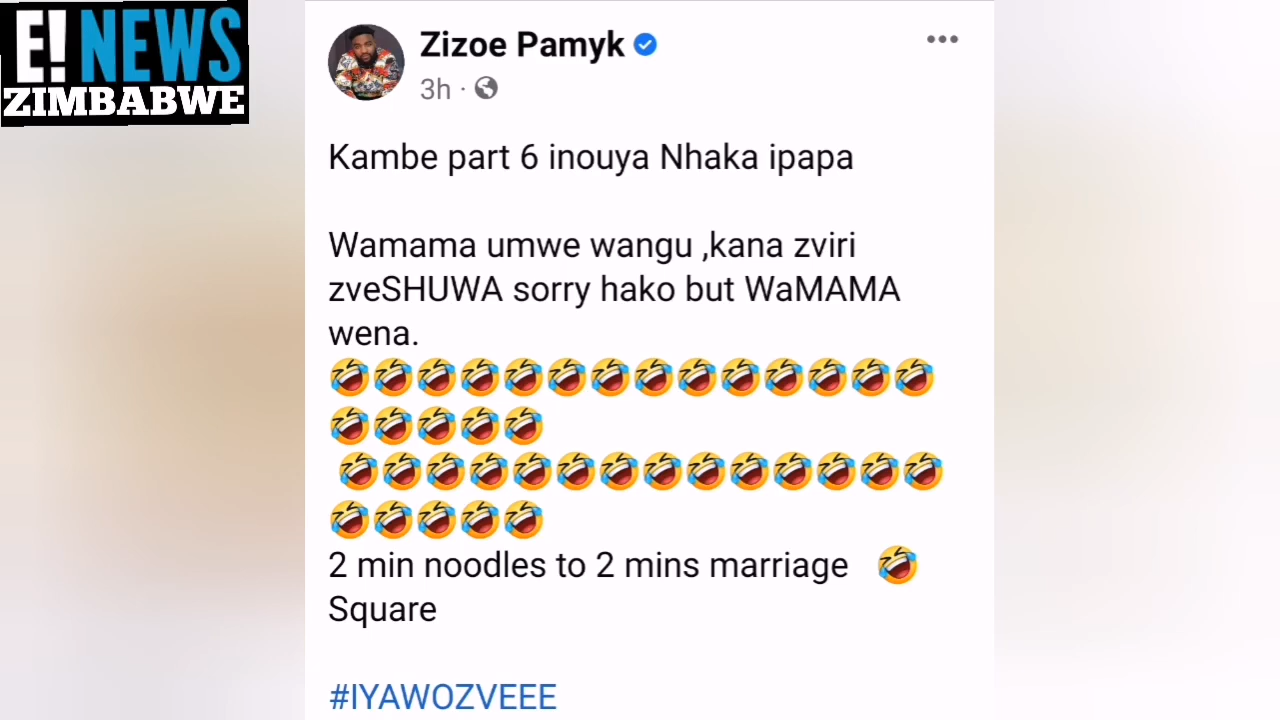 E! NEWS
ZIMBABWE
Zizoe Pamyk
3h ·
Kambe part 6 inouya Nhaka ipapa
Wamama umwe wangu ,kana zviri
zveSHUWA sorry hako but WaMAMA
wena.
🤣🤣🤣🤣🤣🤣🤣🤣🤣🤣🤣🤣🤣🤣
🤣🤣🤣🤣🤣
🤣🤣🤣🤣🤣🤣🤣🤣🤣🤣🤣🤣🤣🤣
🤣🤣🤣🤣🤣
2 min noodles to 2 mins marriage 🤣
Square
#IYAWOZVEEE